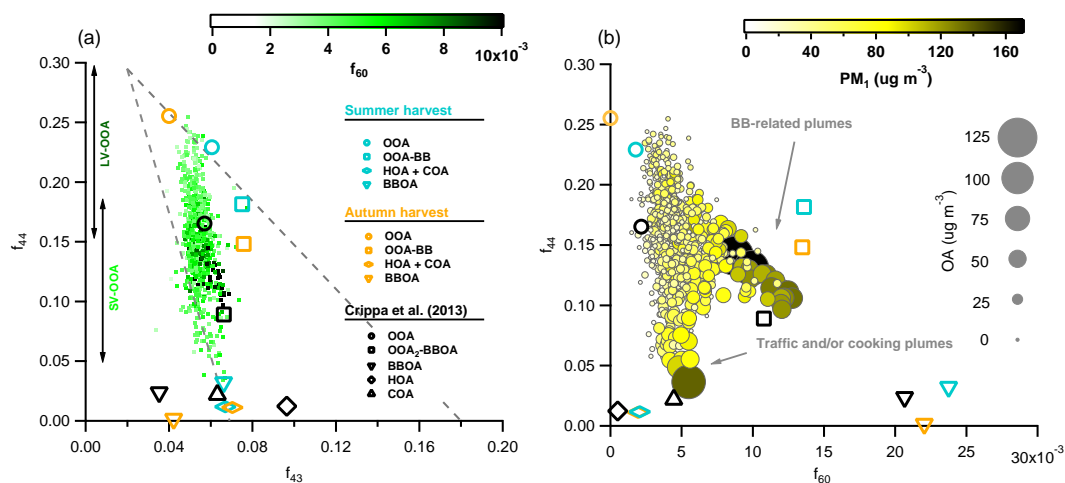 (a)
0 2 4 6 8 10x10⁻³
f₆₀
0.30
0.25
0.20
0.15
0.10
0.05
0.00
f₄₄
LV-OOA
SV-OOA
Summer harvest
OOA
OOA-BB
HOA + COA
BBOA
Autumn harvest
OOA
OOA-BB
HOA + COA
BBOA
Crippa et al. (2013)
OOA
OOA₂-BBOA
BBOA
HOA
COA
0.00 0.04 0.08 0.12 0.16 0.20
f₄₃
(b)
0 40 80 120 160
PM₁ (ug m⁻³)
0.30
0.25
0.20
0.15
0.10
0.05
0.00
f₄₄
BB-related plumes
Traffic and/or cooking plumes
OA (ug m⁻³)
125
100
75
50
25
0
0 5 10 15 20 25 30x10⁻³
f₆₀